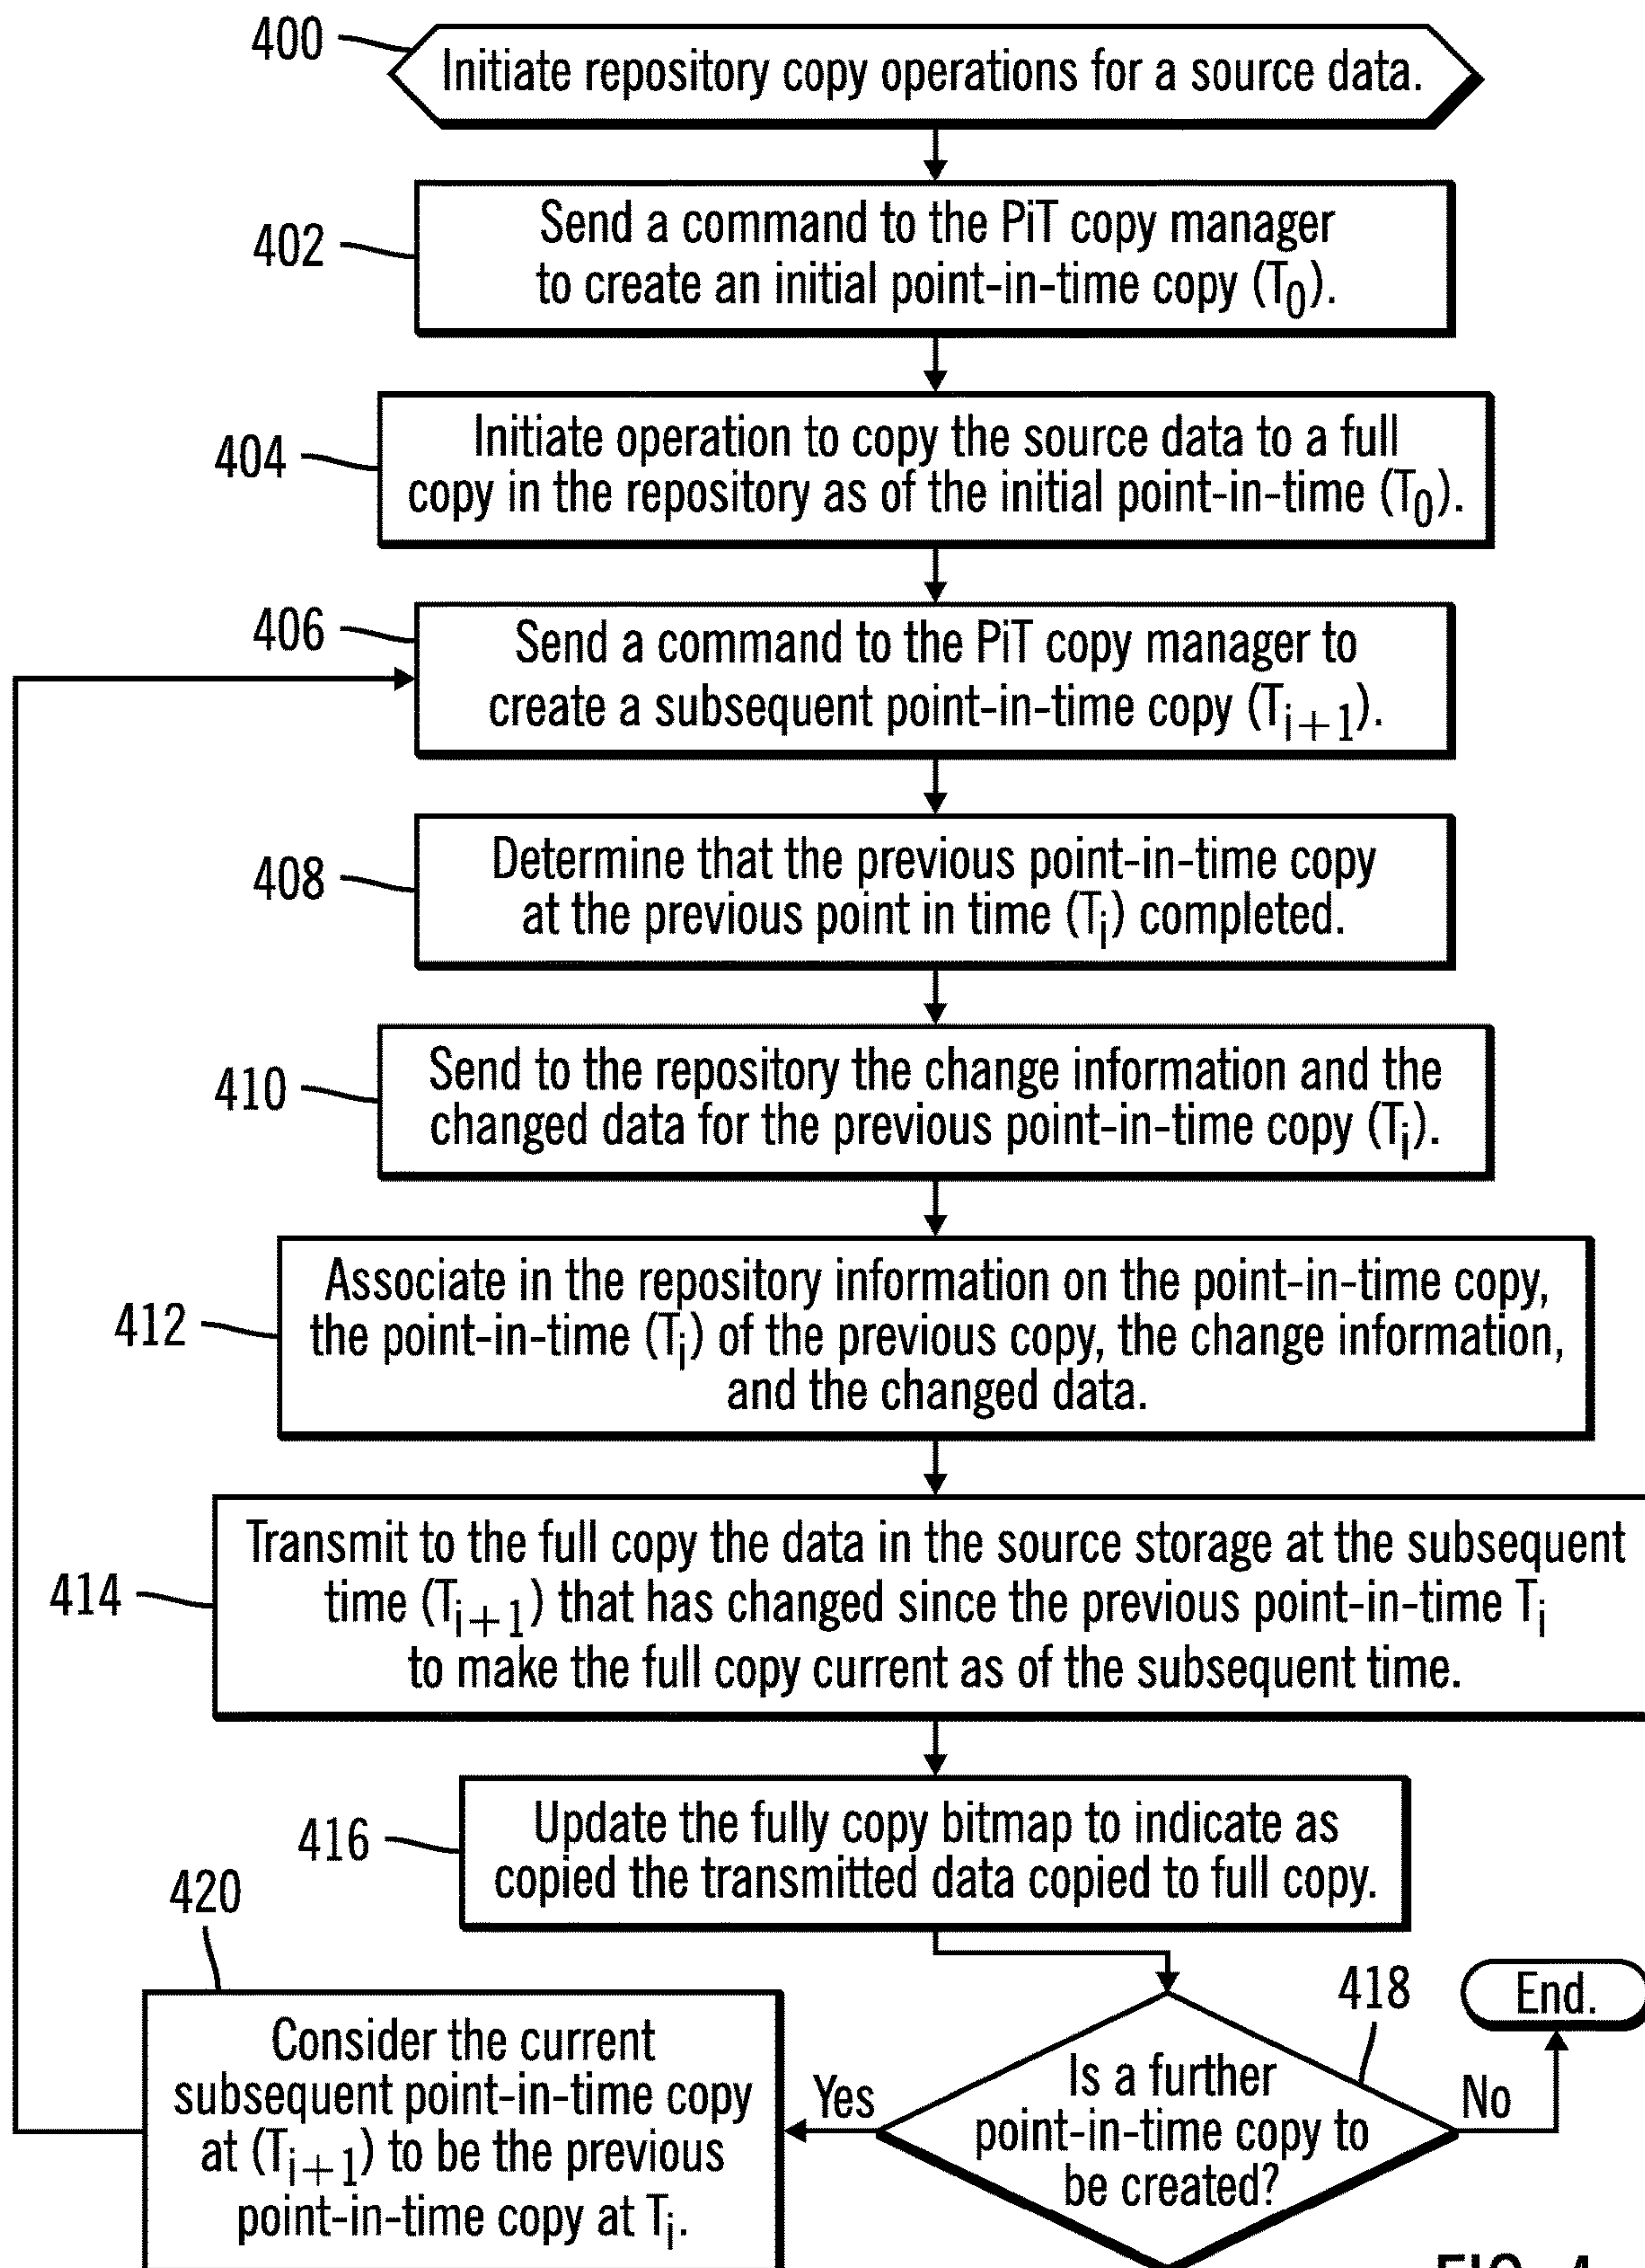 400
Initiate repository copy operations for a source data.
402
Send a command to the PiT copy manager
to create an initial point-in-time copy (T0).
404
Initiate operation to copy the source data to a full
copy in the repository as of the initial point-in-time (T0).
406
Send a command to the PiT copy manager to
create a subsequent point-in-time copy (Ti+1).
408
Determine that the previous point-in-time copy
at the previous point in time (Ti) completed.
410
Send to the repository the change information and the
changed data for the previous point-in-time copy (Ti).
412
Associate in the repository information on the point-in-time copy,
the point-in-time (Ti) of the previous copy, the change information,
and the changed data.
414
Transmit to the full copy the data in the source storage at the subsequent
time (Ti+1) that has changed since the previous point-in-time Ti
to make the full copy current as of the subsequent time.
416
Update the fully copy bitmap to indicate as
copied the transmitted data copied to full copy.
420
Consider the current
subsequent point-in-time copy
at (Ti+1) to be the previous
point-in-time copy at Ti.
Yes
418
Is a further
point-in-time copy to
be created?
No
End.